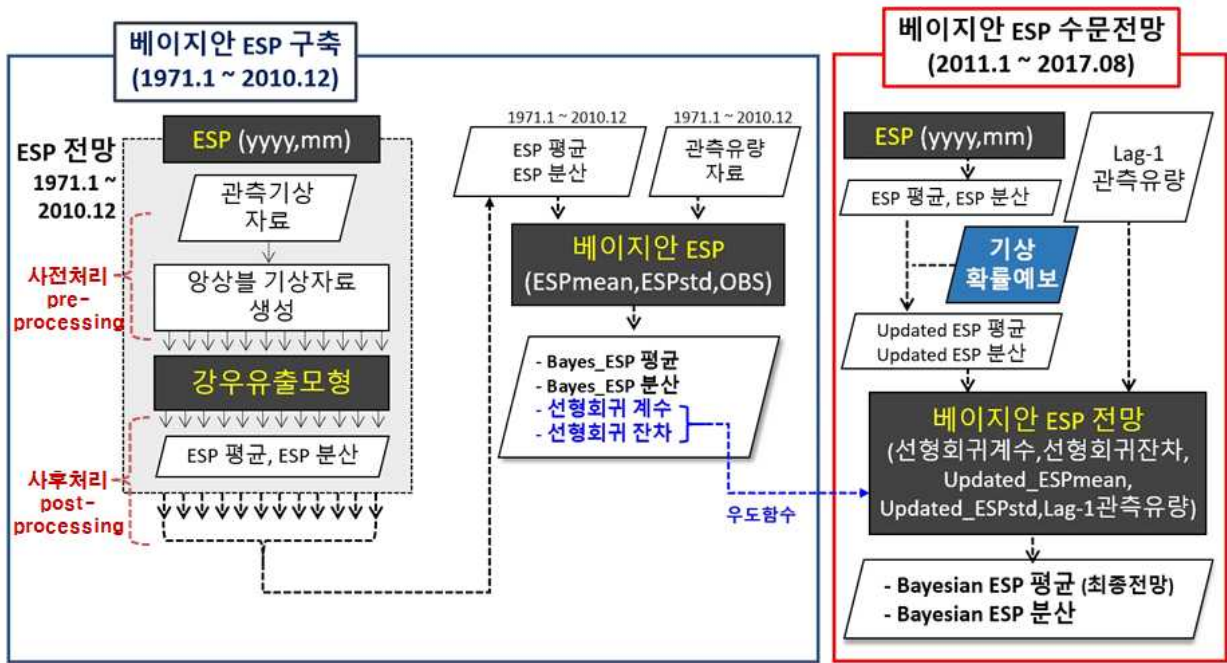 베이지안 ESP 구축
(1971.1 ~ 2010.12)
ESP 전망
1971.1 ~
2010.12
ESP (yyyy,mm)
관측기상
자료
사전처리
pre-
processing
앙상블 기상자료
생성
강우유출모형
ESP 평균, ESP 분산
사후처리
post-
processing
1971.1 ~ 2010.12
ESP 평균
ESP 분산
1971.1 ~ 2010.12
관측유량
자료
베이지안 ESP
(ESPmean,ESPstd,OBS)
- Bayes_ESP 평균
- Bayes_ESP 분산
- 선형회귀 계수
- 선형회귀 잔차
우도함수
베이지안 ESP 수문전망
(2011.1 ~ 2017.08)
ESP (yyyy,mm)
Lag-1
관측유량
ESP 평균, ESP 분산
기상
확률예보
Updated ESP 평균
Updated ESP 분산
베이지안 ESP 전망
(선형회귀계수,선형회귀잔차,
Updated_ESPmean,
Updated_ESPstd,Lag-1관측유량)
- Bayesian ESP 평균 (최종전망)
- Bayesian ESP 분산